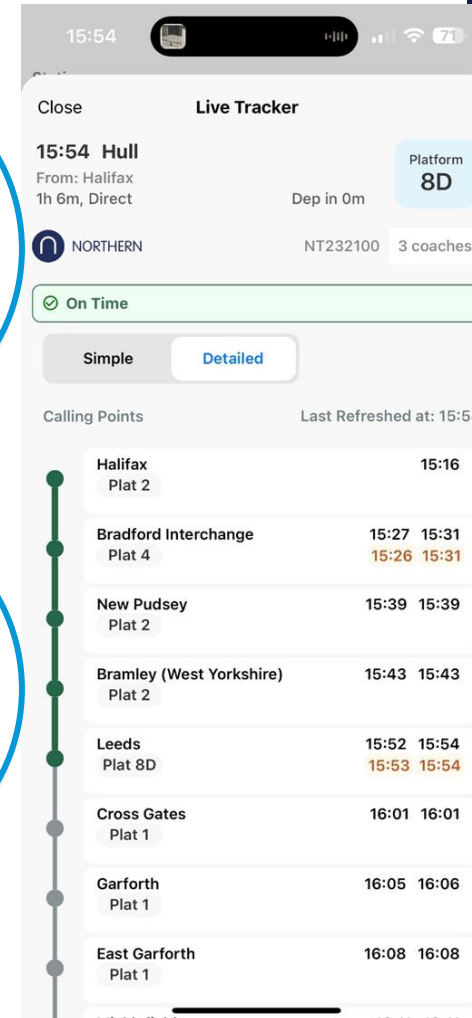 15:54 71
Close Live Tracker
15:54 Hull
From: Halifax
1h 6m, Direct Dep in 0m
Platform
8D
NORTHERN NT232100 3 coaches
On Time
Simple Detailed
Calling Points Last Refreshed at:
Halifax 15:16
Plat 2
Bradford Interchange 15:27 15:31
Plat 4 15:26 15:31
New Pudsey 15:39 15:39
Plat 2
Bramley (West Yorkshire) 15:43 15:43
Plat 2
Leeds 15:52 15:54
Plat 8D 15:53 15:54
Cross Gates 16:01 16:01
Plat 1
Garforth 16:05 16:06
Plat 1
East Garforth 16:08 16:08
Plat 1